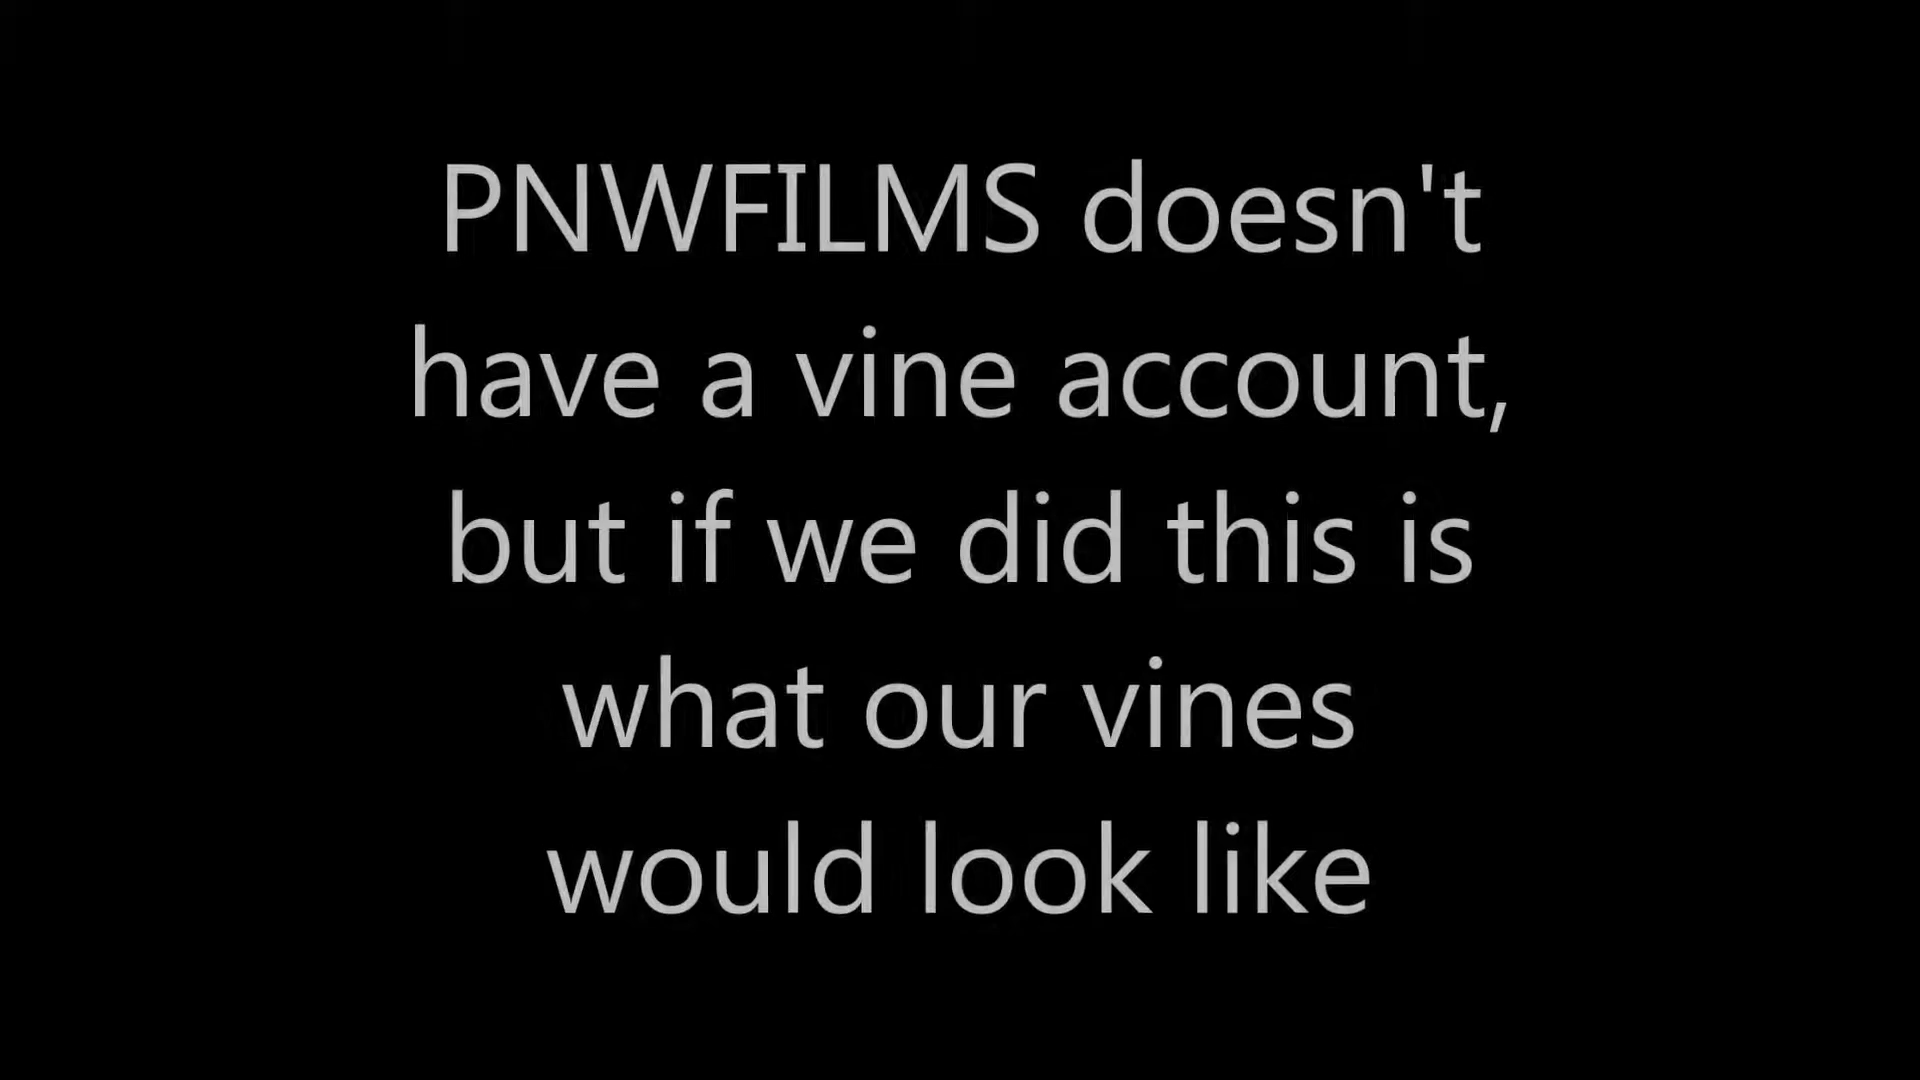 PNWFILMS doesn't
have a vine account,
but if we did this is
what our vines
would look like